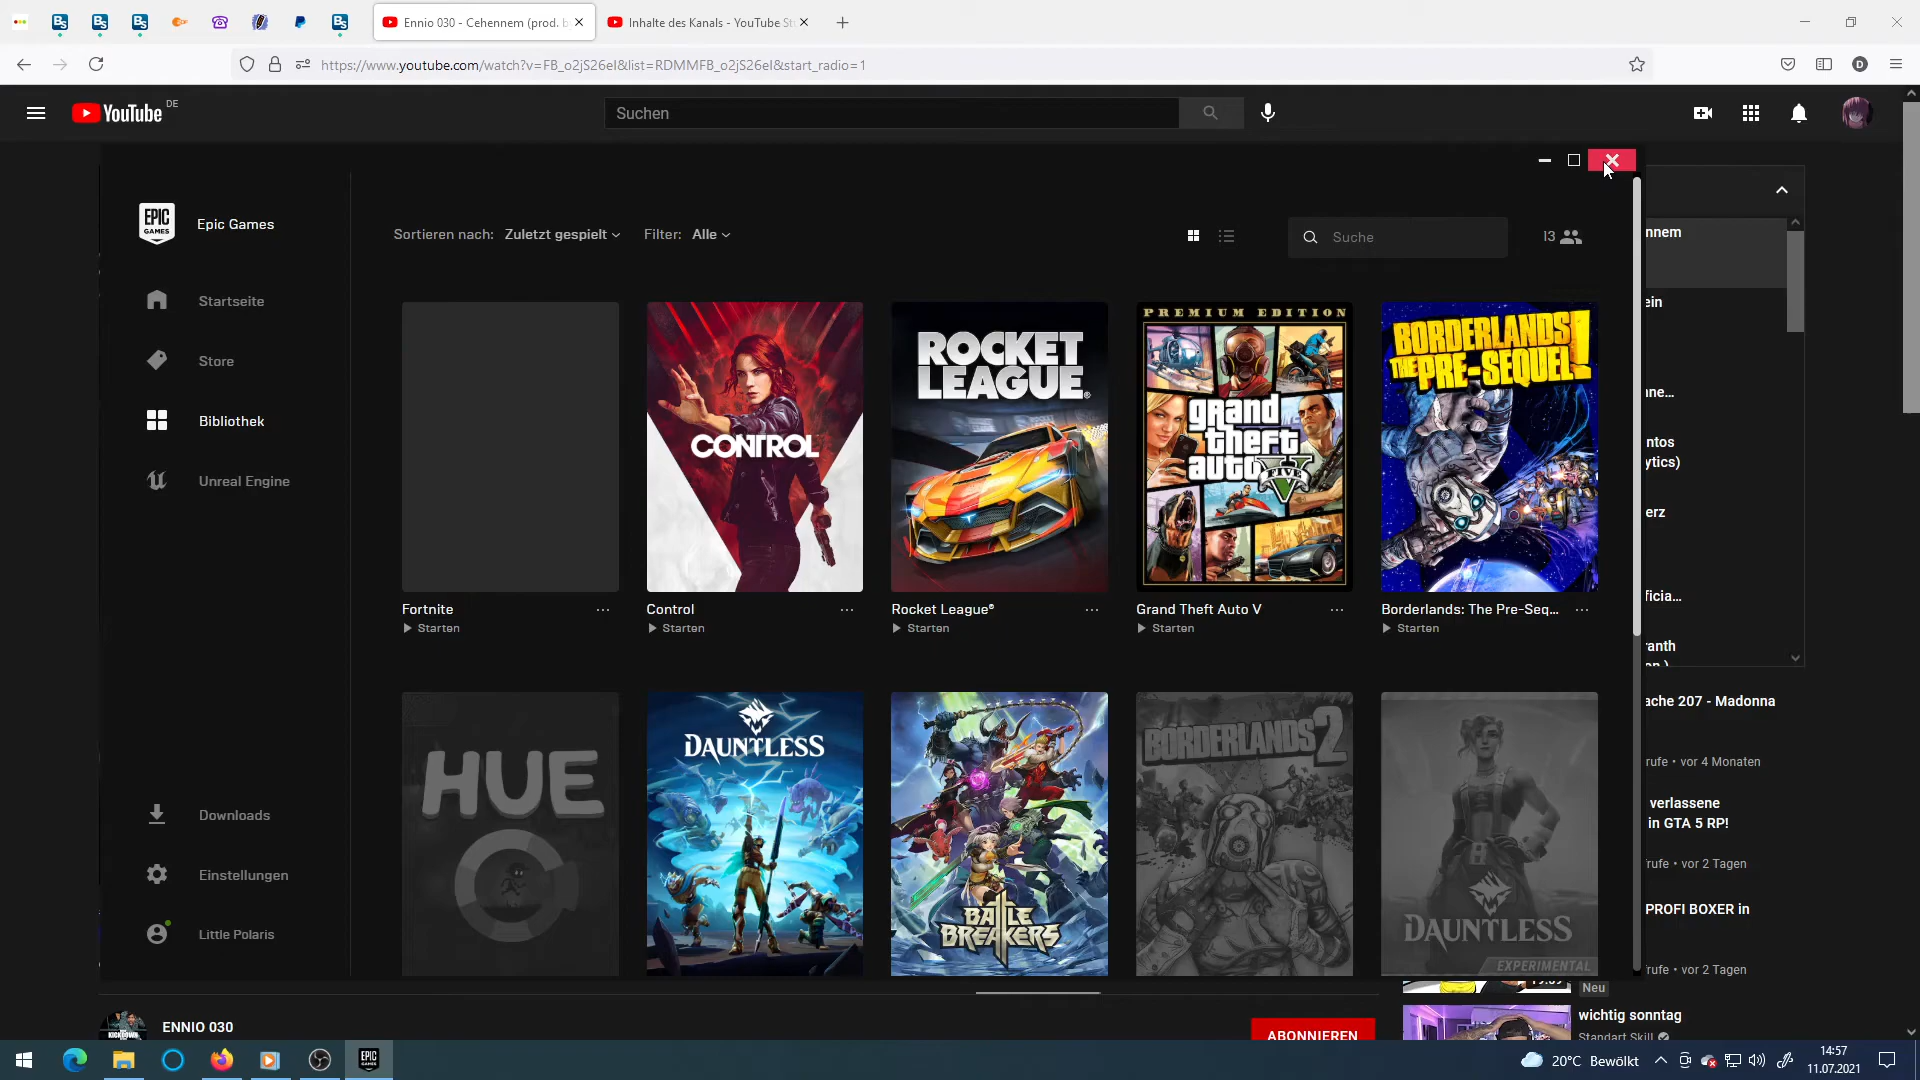 Ennio 030 - Cehennem (prod. b
Inhalte des Kanals - YouTube St
https://www.youtube.com/watch?v=FB_o2jS26eI&list=RDMMFB_o2jS26eI&start_radio=1
YouTube DE
Suchen
EPIC GAMES
Epic Games
Sortieren nach: Zuletzt gespielt
Filter: Alle
Suche
13
Startseite
Store
Bibliothek
Unreal Engine
Downloads
Einstellungen
Little Polaris
CONTROL
ROCKET LEAGUE
PREMIUM EDITION
grand theft auto V FIVE
BORDERLANDS THE PRE-SEQUEL!
Fortnite
Starten
Control
Starten
Rocket League®
Starten
Grand Theft Auto V
Starten
Borderlands: The Pre-Seq...
Starten
HUE
DAUNTLESS
BATTLE BREAKERS
BORDERLANDS 2
DAUNTLESS
EXPERIMENTAL
nnem
ein
nne...
ntos
ytics)
erz
ficia...
ranth
ache 207 - Madonna
rufe • vor 4 Monaten
verlassene
in GTA 5 RP!
rufe • vor 2 Tagen
PROFI BOXER in
rufe • vor 2 Tagen
Neu
wichtig sonntag
Standart Skill
ENNIO 030
ABONNIEREN
20°C Bewölkt
14:57
11.07.2021